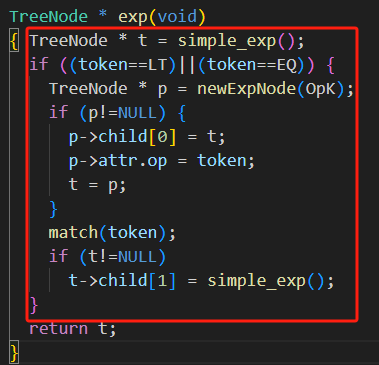 TreeNode * exp(void)
{ TreeNode * t = simple_exp();
if ((token==LT)||(token==EQ)) {
TreeNode * p = newExpNode(OpK);
if (p!=NULL) {
p->child[0] = t;
p->attr.op = token;
t = p;
}
match(token);
if (t!=NULL)
t->child[1] = simple_exp();
}
return t;
}